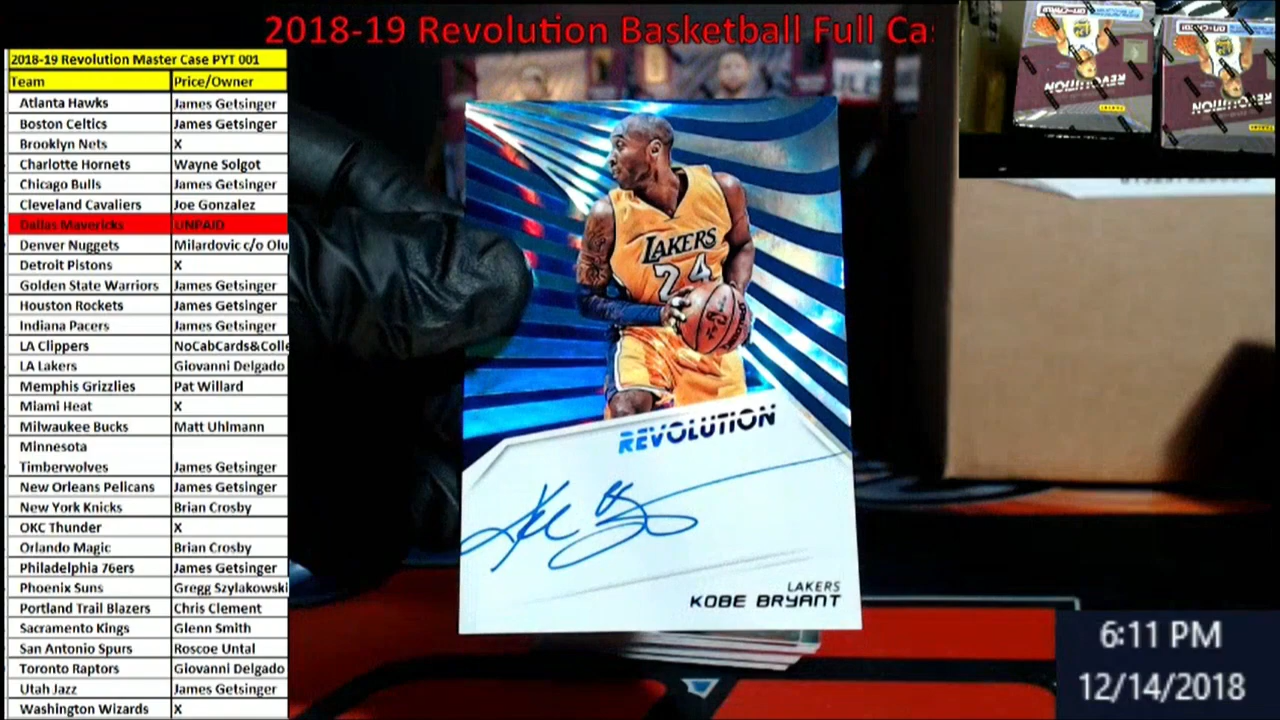 2018-19 Revolution Basketball Full Ca
2018-19 Revolution Master Case PYT 001
Team Price/Owner
Atlanta Hawks James Getsinger
Boston Celtics James Getsinger
Brooklyn Nets X
Charlotte Hornets Wayne Solgot
Chicago Bulls James Getsinger
Cleveland Cavaliers Joe Gonzalez
Dallas Mavericks UNPAID
Denver Nuggets Milardovic c/o Olu
Detroit Pistons X
Golden State Warriors James Getsinger
Houston Rockets James Getsinger
Indiana Pacers James Getsinger
LA Clippers NoCabCards&Colle
LA Lakers Giovanni Delgado
Memphis Grizzlies Pat Willard
Miami Heat X
Milwaukee Bucks Matt Uhlmann
Minnesota
Timberwolves James Getsinger
New Orleans Pelicans James Getsinger
New York Knicks Brian Crosby
OKC Thunder X
Orlando Magic Brian Crosby
Philadelphia 76ers James Getsinger
Phoenix Suns Gregg Szylakowski
Portland Trail Blazers Chris Clement
Sacramento Kings Glenn Smith
San Antonio Spurs Roscoe Untal
Toronto Raptors Giovanni Delgado
Utah Jazz James Getsinger
Washington Wizards X
LAKERS
24
REVOLUTION
LAKERS
KOBE BRYANT
REVOLUTION
REVOLUTION
6:11 PM
12/14/2018